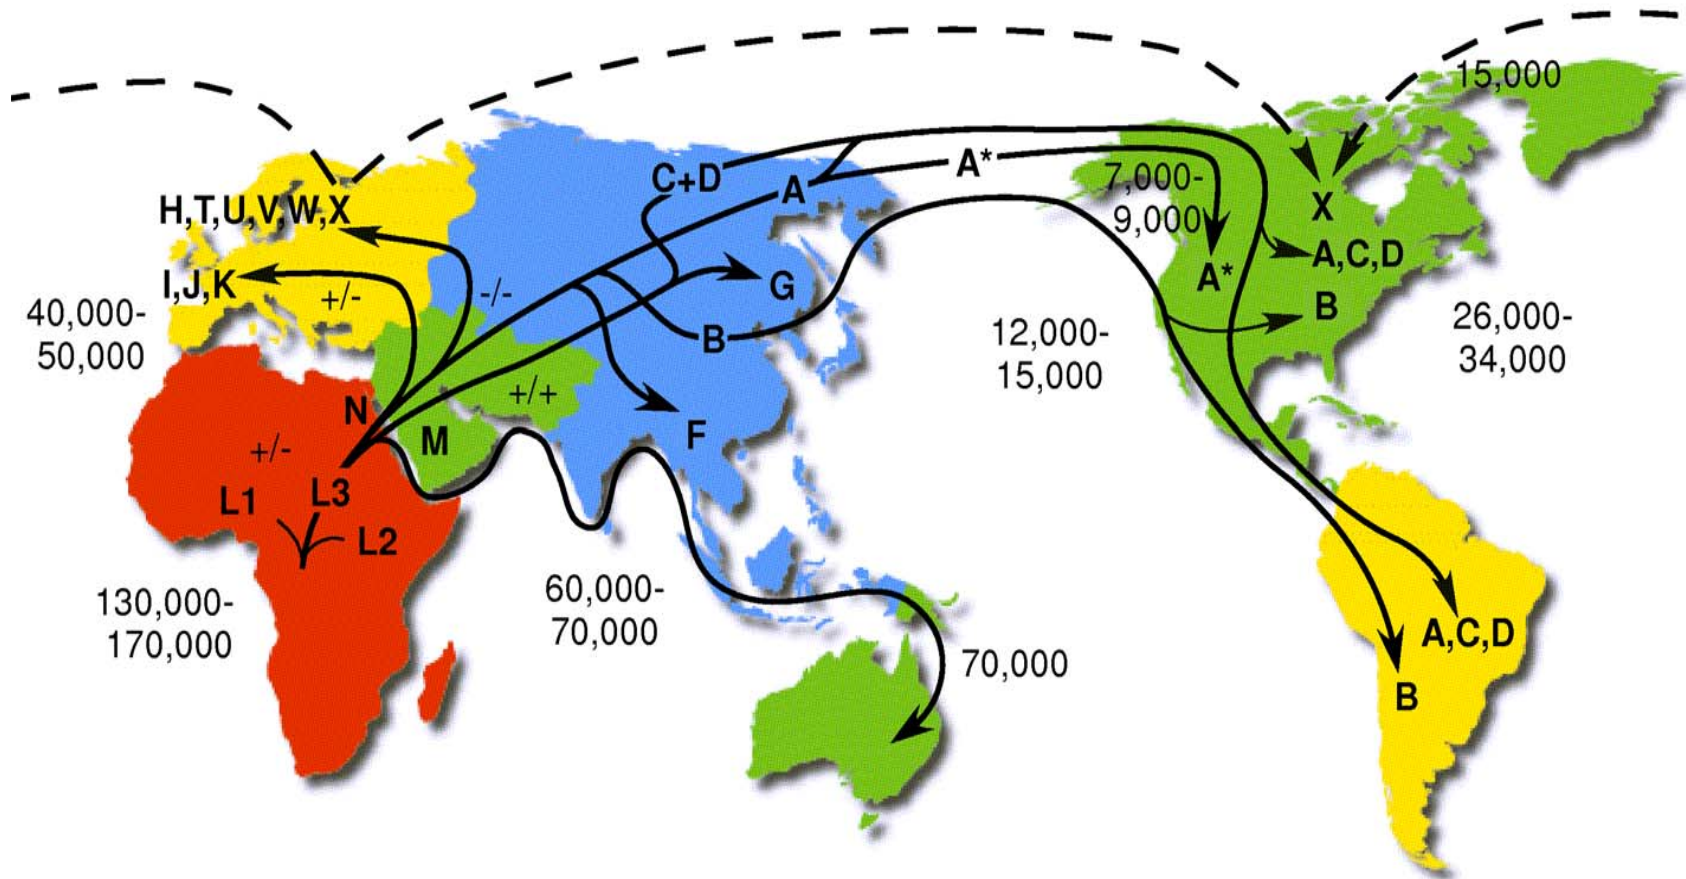 15,000
C+D
A
A*
7,000-
9,000
X
H,T,U,V,W,X
A,C,D
I,J,K
+/-
-/-
G
A*
B
40,000-
50,000
B
12,000-
15,000
26,000-
34,000
N
+/+
M
F
+/-
L1
L3
L2
130,000-
170,000
60,000-
70,000
70,000
A,C,D
B